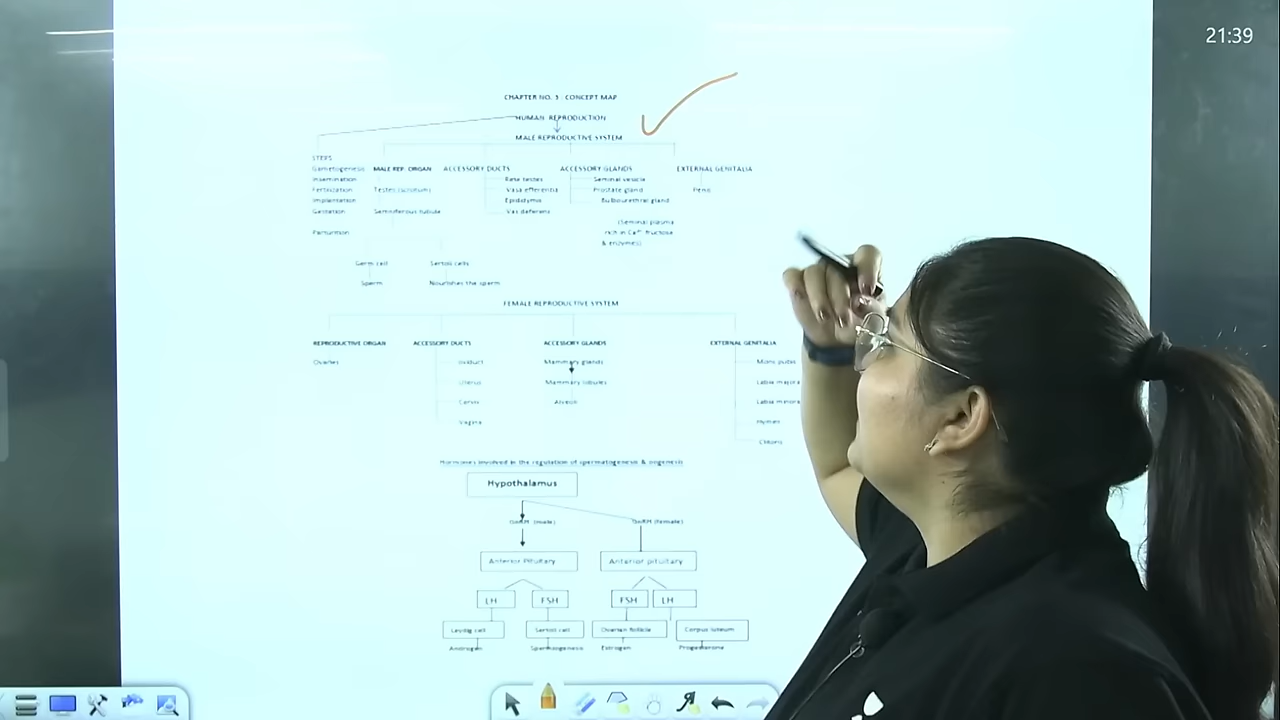 21:39
CHAPTER NO. 3 : CONCEPT MAP
HUMAN REPRODUCTION
MALE REPRODUCTIVE SYSTEM
STEPS
Gametogenesis
Insemination
Fertilization
Implantation
Gestation
Parturition
MALE REP. ORGAN
Testes (scrotum)
Seminiferous tubule
Germ cell
Sertoli cells
Sperm
Nourishes the sperm
ACCESSORY DUCTS
Rete testes
Vasa efferentia
Epididymis
Vas deferens
ACCESSORY GLANDS
Seminal vesicle
Prostate gland
Bulbourethral gland
(Seminal plasma
rich in Ca²⁺ fructose
& enzymes)
EXTERNAL GENITALIA
Penis
FEMALE REPRODUCTIVE SYSTEM
REPRODUCTIVE ORGAN
Ovaries
ACCESSORY DUCTS
oviduct
Uterus
Cervix
Vagina
ACCESSORY GLANDS
Mammary glands
Mammary lobules
Alveoli
EXTERNAL GENITALIA
Mons pubis
Labia majora
Labia minora
Hymen
Clitoris
Hormones involved in the regulation of spermatogenesis & oogenesis
Hypothalamus
GnRH (male)
GnRH (female)
Anterior Pituitary
Anterior pituitary
LH
FSH
FSH
LH
Leydig cell
Sertoli cell
Ovarian follicle
Corpus luteum
Androgen
Spermiogenesis
Estrogen
Progesterone